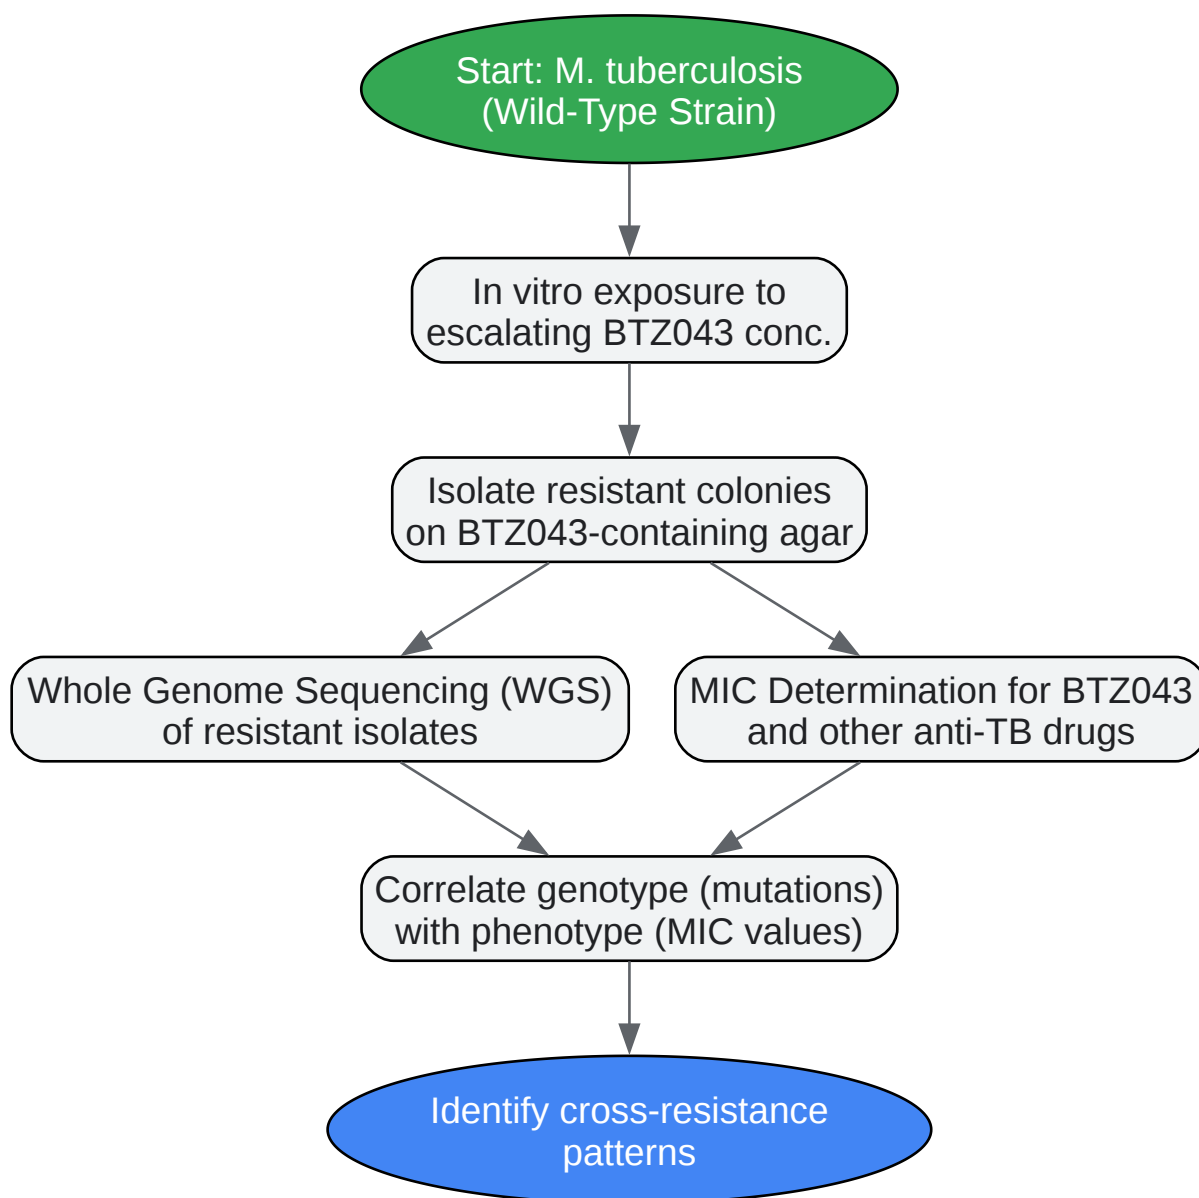 Start: M. tuberculosis
(Wild-Type Strain)
In vitro exposure to
escalating BTZ043 conc.
Isolate resistant colonies
on BTZ043-containing agar
Whole Genome Sequencing (WGS)
of resistant isolates
MIC Determination for BTZ043
and other anti-TB drugs
Correlate genotype (mutations)
with phenotype (MIC values)
Identify cross-resistance
patterns